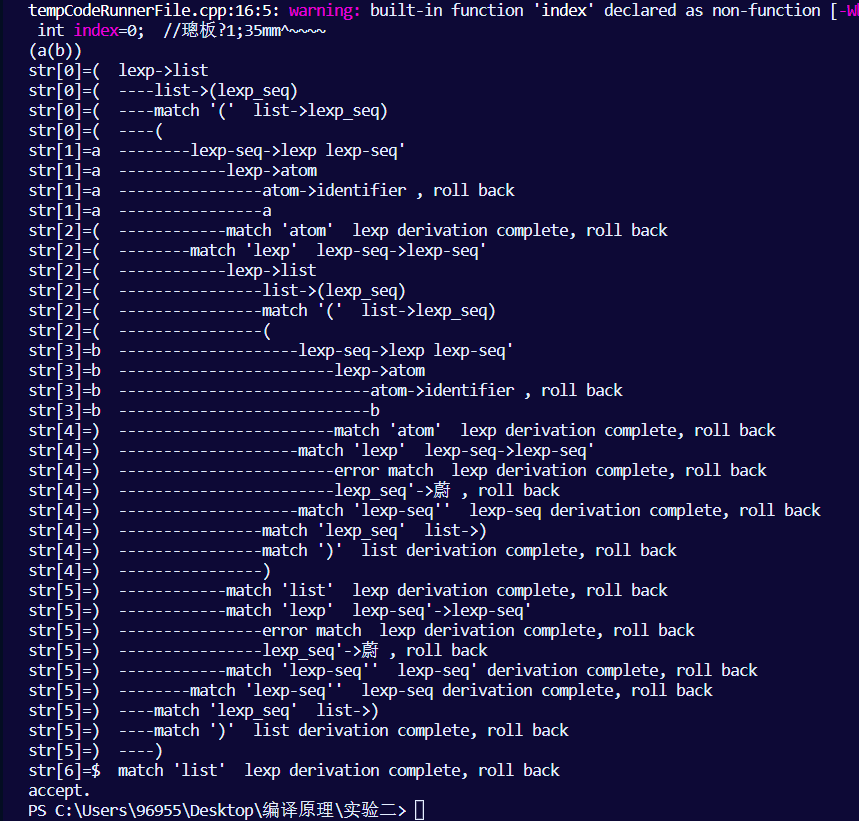 tempCodeRunnerFile.cpp:16:5: warning: built-in function 'index' declared as non-function [-W
int index=0;  //璁板?1;35mm^~~~~
(a(b))
str[0]=(  lexp->list
str[0]=(  ----list->(lexp_seq)
str[0]=(  ----match '('  list->lexp_seq)
str[0]=(  ----(
str[1]=a  --------lexp-seq->lexp lexp-seq'
str[1]=a  ------------lexp->atom
str[1]=a  ----------------atom->identifier , roll back
str[1]=a  ----------------a
str[2]=(  ------------match 'atom'  lexp derivation complete, roll back
str[2]=(  --------match 'lexp'  lexp-seq->lexp-seq'
str[2]=(  ------------lexp->list
str[2]=(  ----------------list->(lexp_seq)
str[2]=(  ----------------match '('  list->lexp_seq)
str[2]=(  ----------------(
str[3]=b  --------------------lexp-seq->lexp lexp-seq'
str[3]=b  ------------------------lexp->atom
str[3]=b  ----------------------------atom->identifier , roll back
str[3]=b  ----------------------------b
str[4]=)  ------------------------match 'atom'  lexp derivation complete, roll back
str[4]=)  --------------------match 'lexp'  lexp-seq->lexp-seq'
str[4]=)  ------------------------error match  lexp derivation complete, roll back
str[4]=)  ------------------------lexp_seq'->蔚 , roll back
str[4]=)  --------------------match 'lexp-seq''  lexp-seq derivation complete, roll back
str[4]=)  ----------------match 'lexp_seq'  list->)
str[4]=)  ----------------match ')'  list derivation complete, roll back
str[4]=)  ----------------)
str[5]=)  ------------match 'list'  lexp derivation complete, roll back
str[5]=)  ------------match 'lexp'  lexp-seq'->lexp-seq'
str[5]=)  ----------------error match  lexp derivation complete, roll back
str[5]=)  ----------------lexp_seq'->蔚 , roll back
str[5]=)  ------------match 'lexp-seq''  lexp-seq' derivation complete, roll back
str[5]=)  --------match 'lexp-seq''  lexp-seq derivation complete, roll back
str[5]=)  ----match 'lexp_seq'  list->)
str[5]=)  ----match ')'  list derivation complete, roll back
str[5]=)  ----)
str[6]=$  match 'list'  lexp derivation complete, roll back
accept.
PS C:\Users\96955\Desktop\编译原理\实验二>